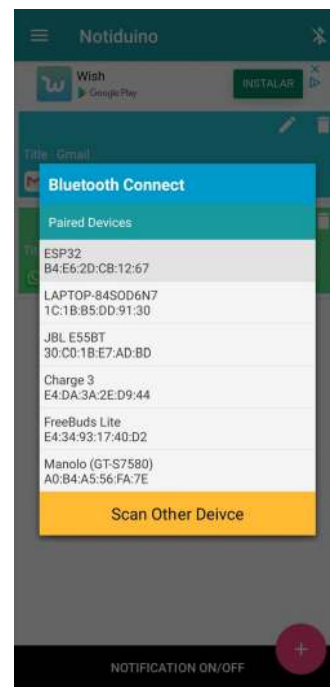 Notiduino
Wish
Google Play
INSTALAR
Title Gmail
Bluetooth Connect
Paired Devices
ESP32
B4:E6:2D:CB:12:67
LAPTOP-84SOD6N7
1C:1B:B5:DD:91:30
JBL E55BT
30:C0:1B:E7:AD:BD
Charge 3
E4:DA:3A:2E:D9:44
FreeBuds Lite
E4:34:93:17:40:D2
Manolo (GT-S7580)
A0:B4:A5:56:FA:7E
Scan Other Deivce
NOTIFICATION ON/OFF